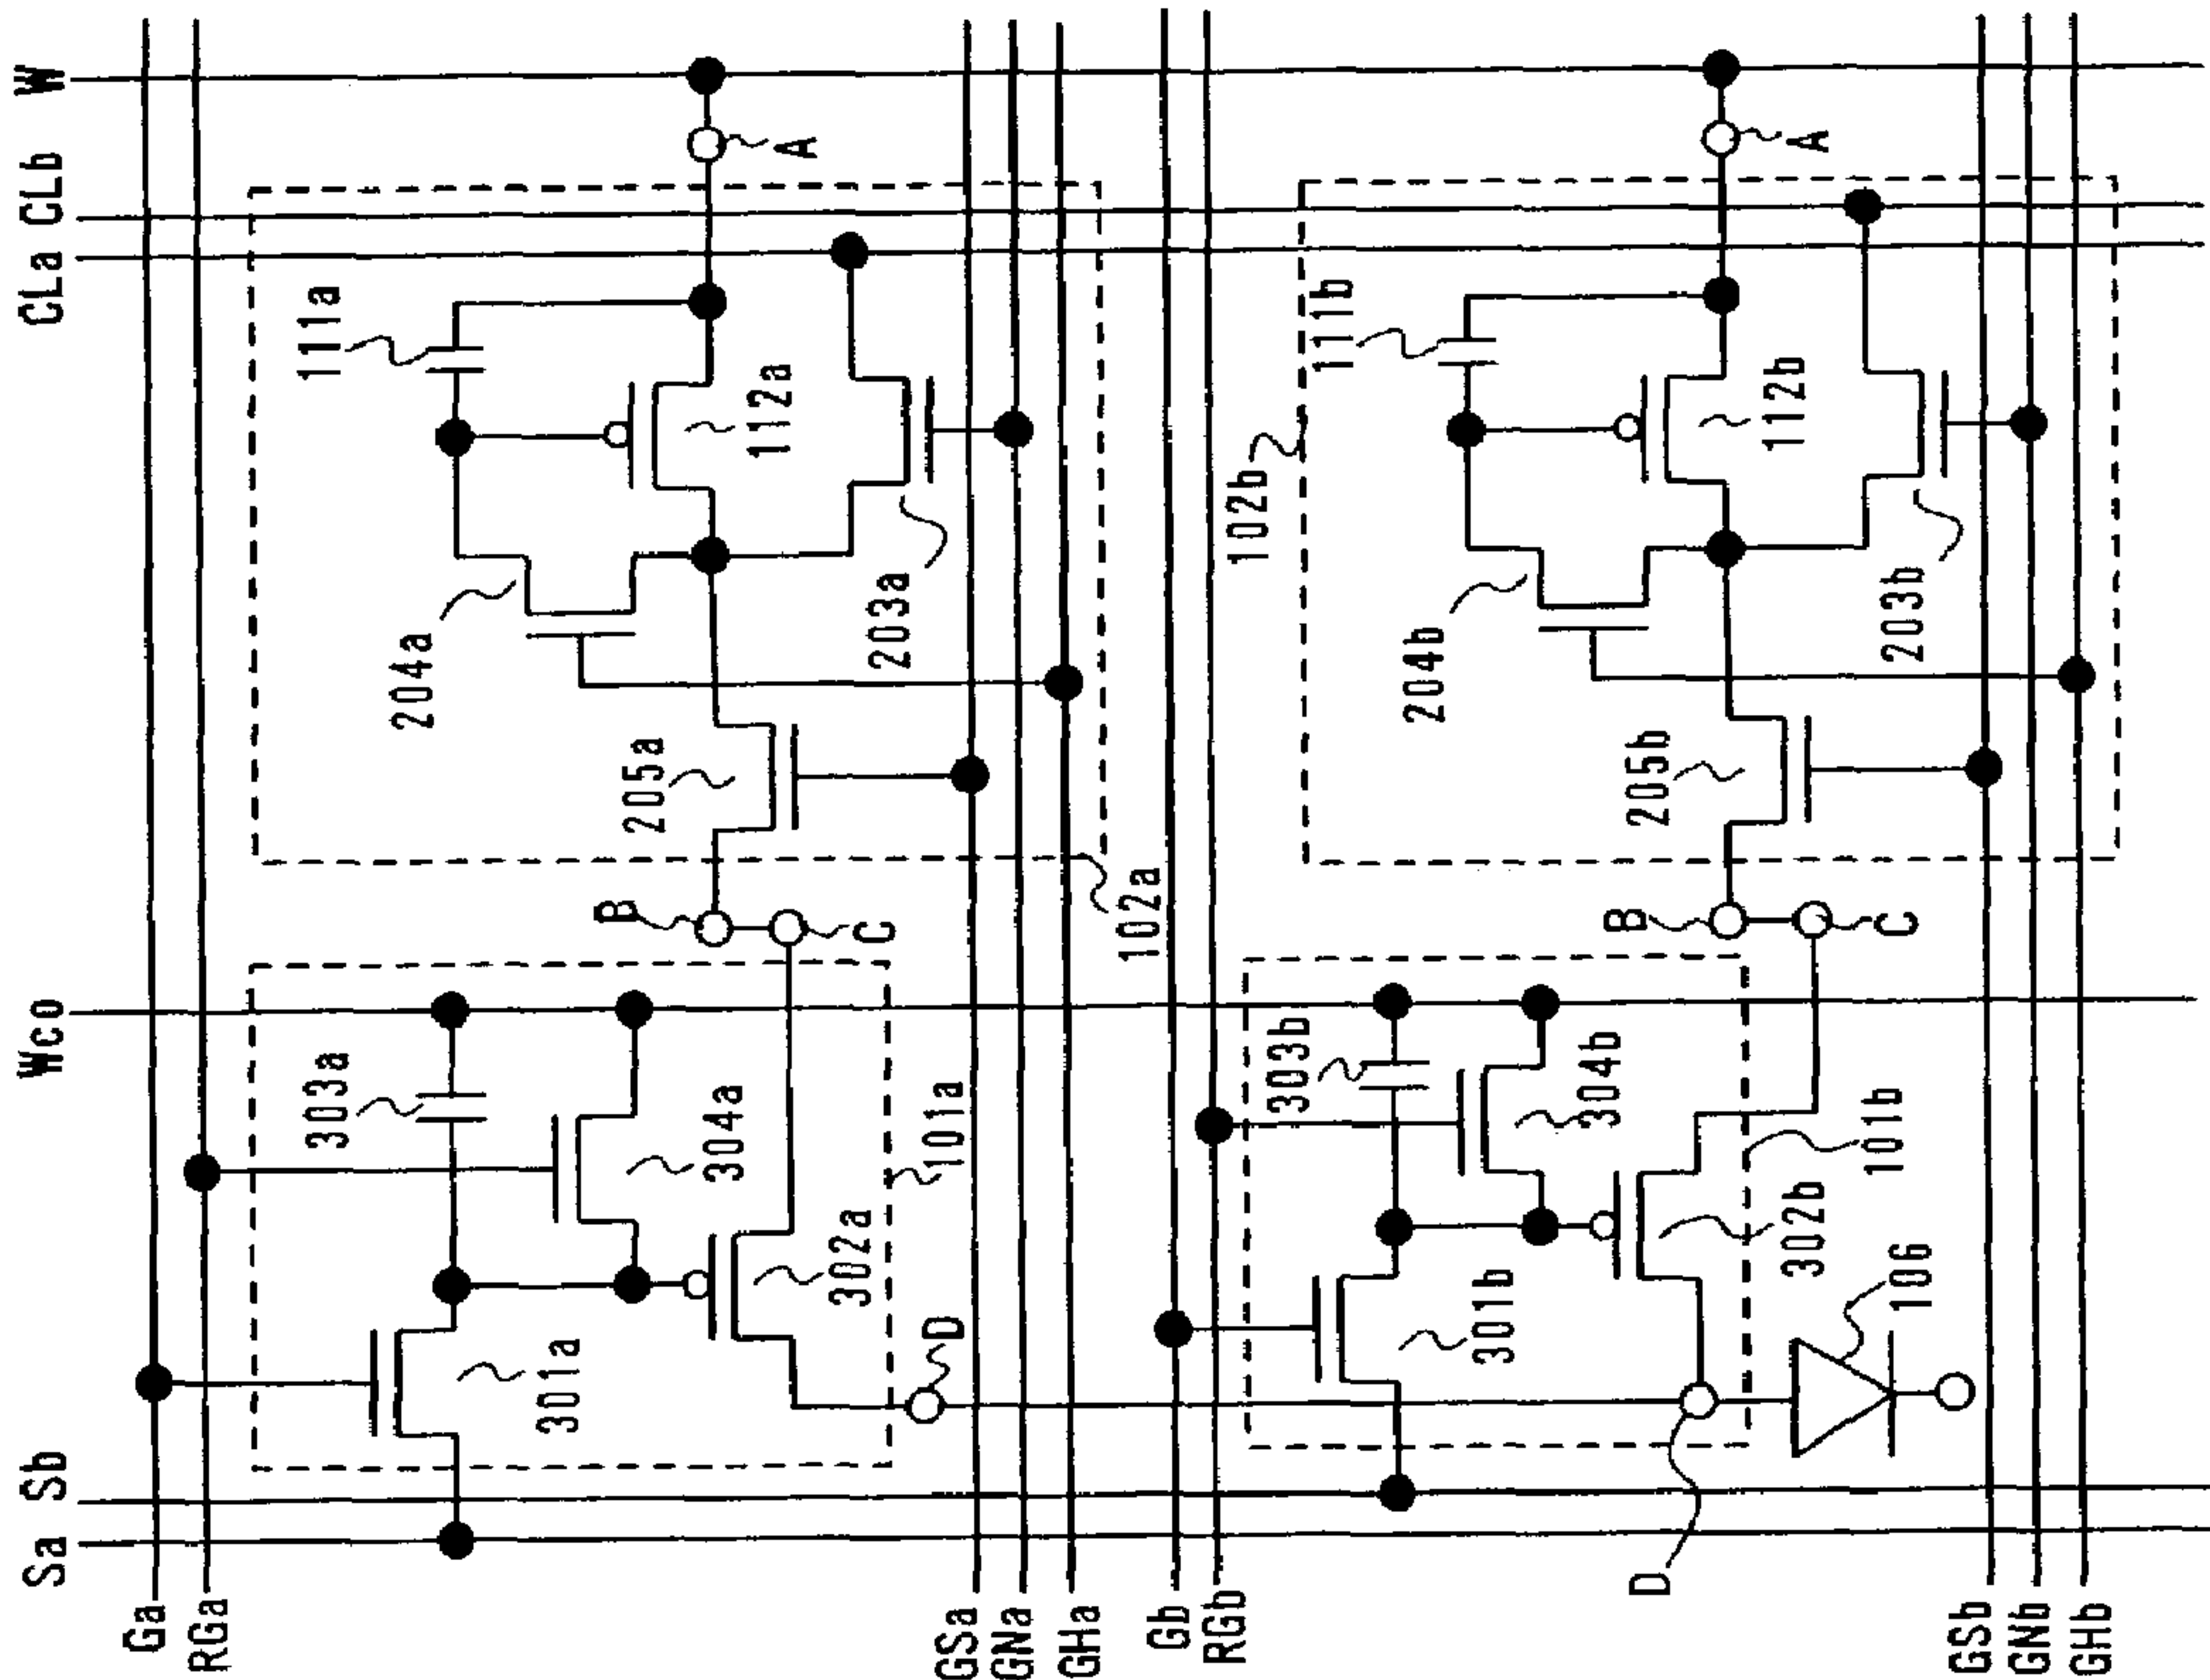 Sa Sb Wco CLa CLb W
Ga
RGa
303a
111a
301a
304a
204a
112a
302a
205a
B
A
C
203a
D
101a
102a
GSa
GNa
GHa
Gb
RGb
102b
303b
111b
301b
304b
204b
112b
302b
205b
B
A
C
203b
D
101b
106
GSb
GNb
GHb